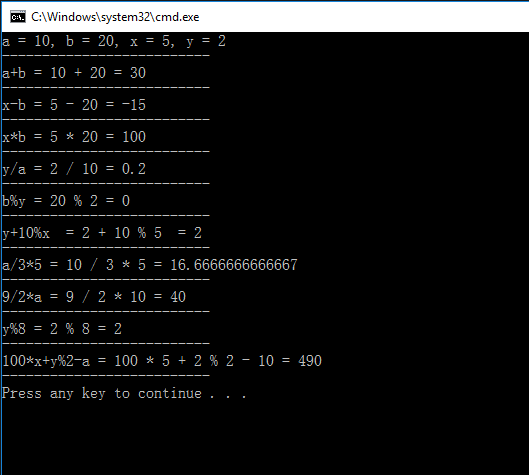 C:\Windows\system32\cmd.exe
a = 10, b = 20, x = 5, y = 2
--------------------------
a+b = 10 + 20 = 30
--------------------------
x-b = 5 - 20 = -15
--------------------------
x*b = 5 * 20 = 100
--------------------------
y/a = 2 / 10 = 0.2
--------------------------
b%y = 20 % 2 = 0
--------------------------
y+10%x  = 2 + 10 % 5  = 2
--------------------------
a/3*5 = 10 / 3 * 5 = 16.6666666666667
--------------------------
9/2*a = 9 / 2 * 10 = 40
--------------------------
y%8 = 2 % 8 = 2
--------------------------
100*x+y%2-a = 100 * 5 + 2 % 2 - 10 = 490
--------------------------
Press any key to continue . . .